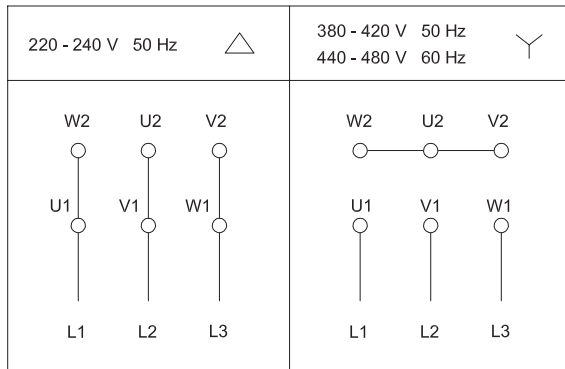 220 - 240 V 50 Hz
380 - 420 V 50 Hz
440 - 480 V 60 Hz
W2 U2 V2
U1 V1 W1
L1 L2 L3
W2 U2 V2
U1 V1 W1
L1 L2 L3